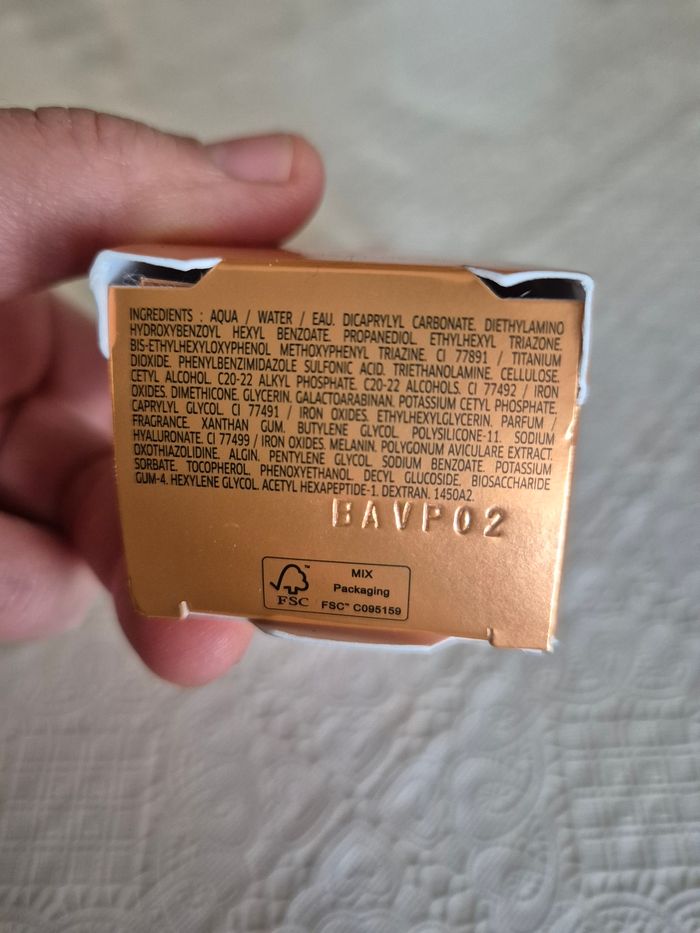 INGREDIENTS : AQUA / WATER / EAU. DICAPRYLYL CARBONATE. DIETHYLAMINO
HYDROXYBENZOYL HEXYL BENZOATE. PROPANEDIOL. ETHYLHEXYL TRIAZONE.
BIS-ETHYLHEXYLOXYPHENOL METHOXYPHENYL TRIAZINE. CI 77891 / TITANIUM
DIOXIDE. PHENYLBENZIMIDAZOLE SULFONIC ACID. TRIETHANOLAMINE. CELLULOSE.
CETYL ALCOHOL. C20-22 ALKYL PHOSPHATE. C20-22 ALCOHOLS. CI 77492 / IRON
OXIDES. DIMETHICONE. GLYCERIN. GALACTOARABINAN. POTASSIUM CETYL PHOSPHATE.
CAPRYLYL GLYCOL. CI 77491 / IRON OXIDES. ETHYLHEXYLGLYCERIN. PARFUM /
FRAGRANCE. XANTHAN GUM. BUTYLENE GLYCOL. POLYSILICONE-11. SODIUM
HYALURONATE. CI 77499 / IRON OXIDES. MELANIN. POLYGONUM AVICULARE EXTRACT.
OXOTHIAZOLIDINE. ALGIN. PENTYLENE GLYCOL. SODIUM BENZOATE. POTASSIUM
SORBATE. TOCOPHEROL. PHENOXYETHANOL. DECYL GLUCOSIDE. BIOSACCHARIDE
GUM-4. HEXYLENE GLYCOL. ACETYL HEXAPEPTIDE-1. DEXTRAN. 1450A2.
BAVP02
FSC™
MIX
Packaging
FSC™ C095159